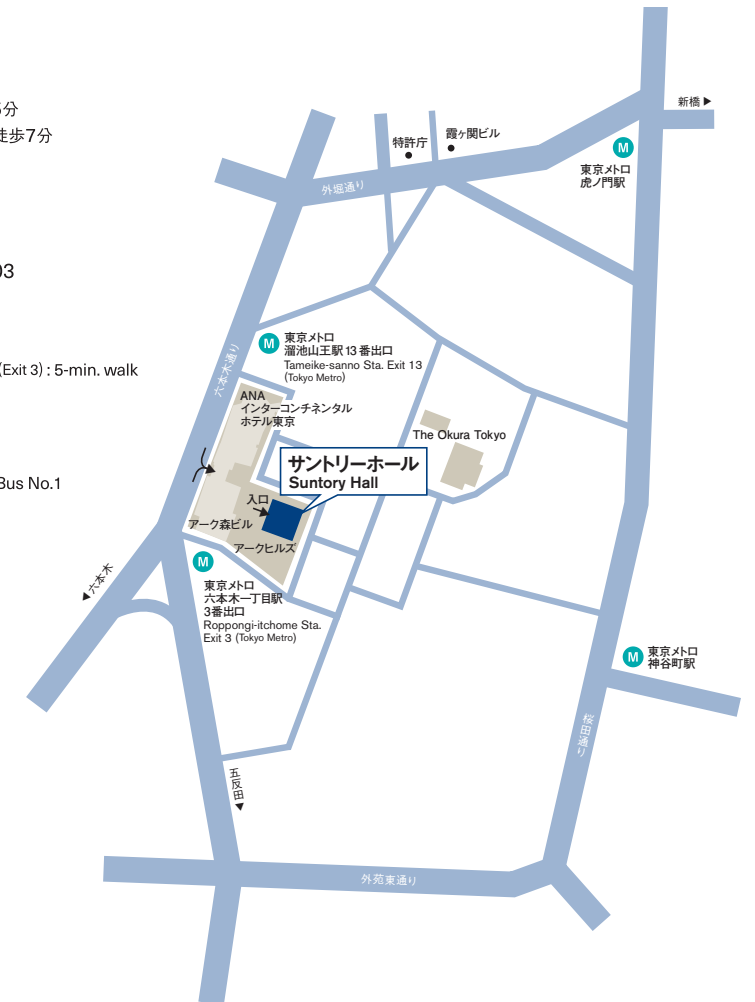 5分
徒歩7分
03
(Exit 3) : 5-min. walk
Bus No.1
新橋 ▶
特許庁
霞ヶ関ビル
M
東京メトロ
虎ノ門駅
外堀通り
M
東京メトロ
溜池山王駅 13 番出口
Tameike-sanno Sta. Exit 13
(Tokyo Metro)
六本木通り
ANA
インターコンチネンタル
ホテル東京
The Okura Tokyo
サントリーホール
Suntory Hall
入口
アーク森ビル
アークヒルズ
◀六本木
M
東京メトロ
六本木一丁目駅
3番出口
Roppongi-itchome Sta.
Exit 3 (Tokyo Metro)
M
東京メトロ
神谷町駅
桜田通り
五反田▶
外苑東通り